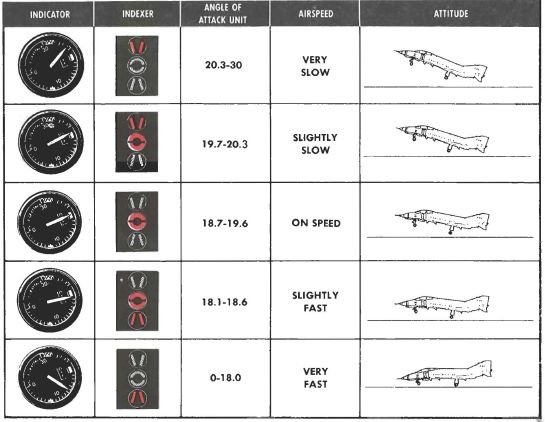 INDICATOR
INDEXER
ANGLE OF
ATTACK UNIT
AIRSPEED
ATTITUDE
20.3-30
VERY
SLOW
19.7-20.3
SLIGHTLY
SLOW
18.7-19.6
ON SPEED
18.1-18.6
SLIGHTLY
FAST
0-18.0
VERY
FAST